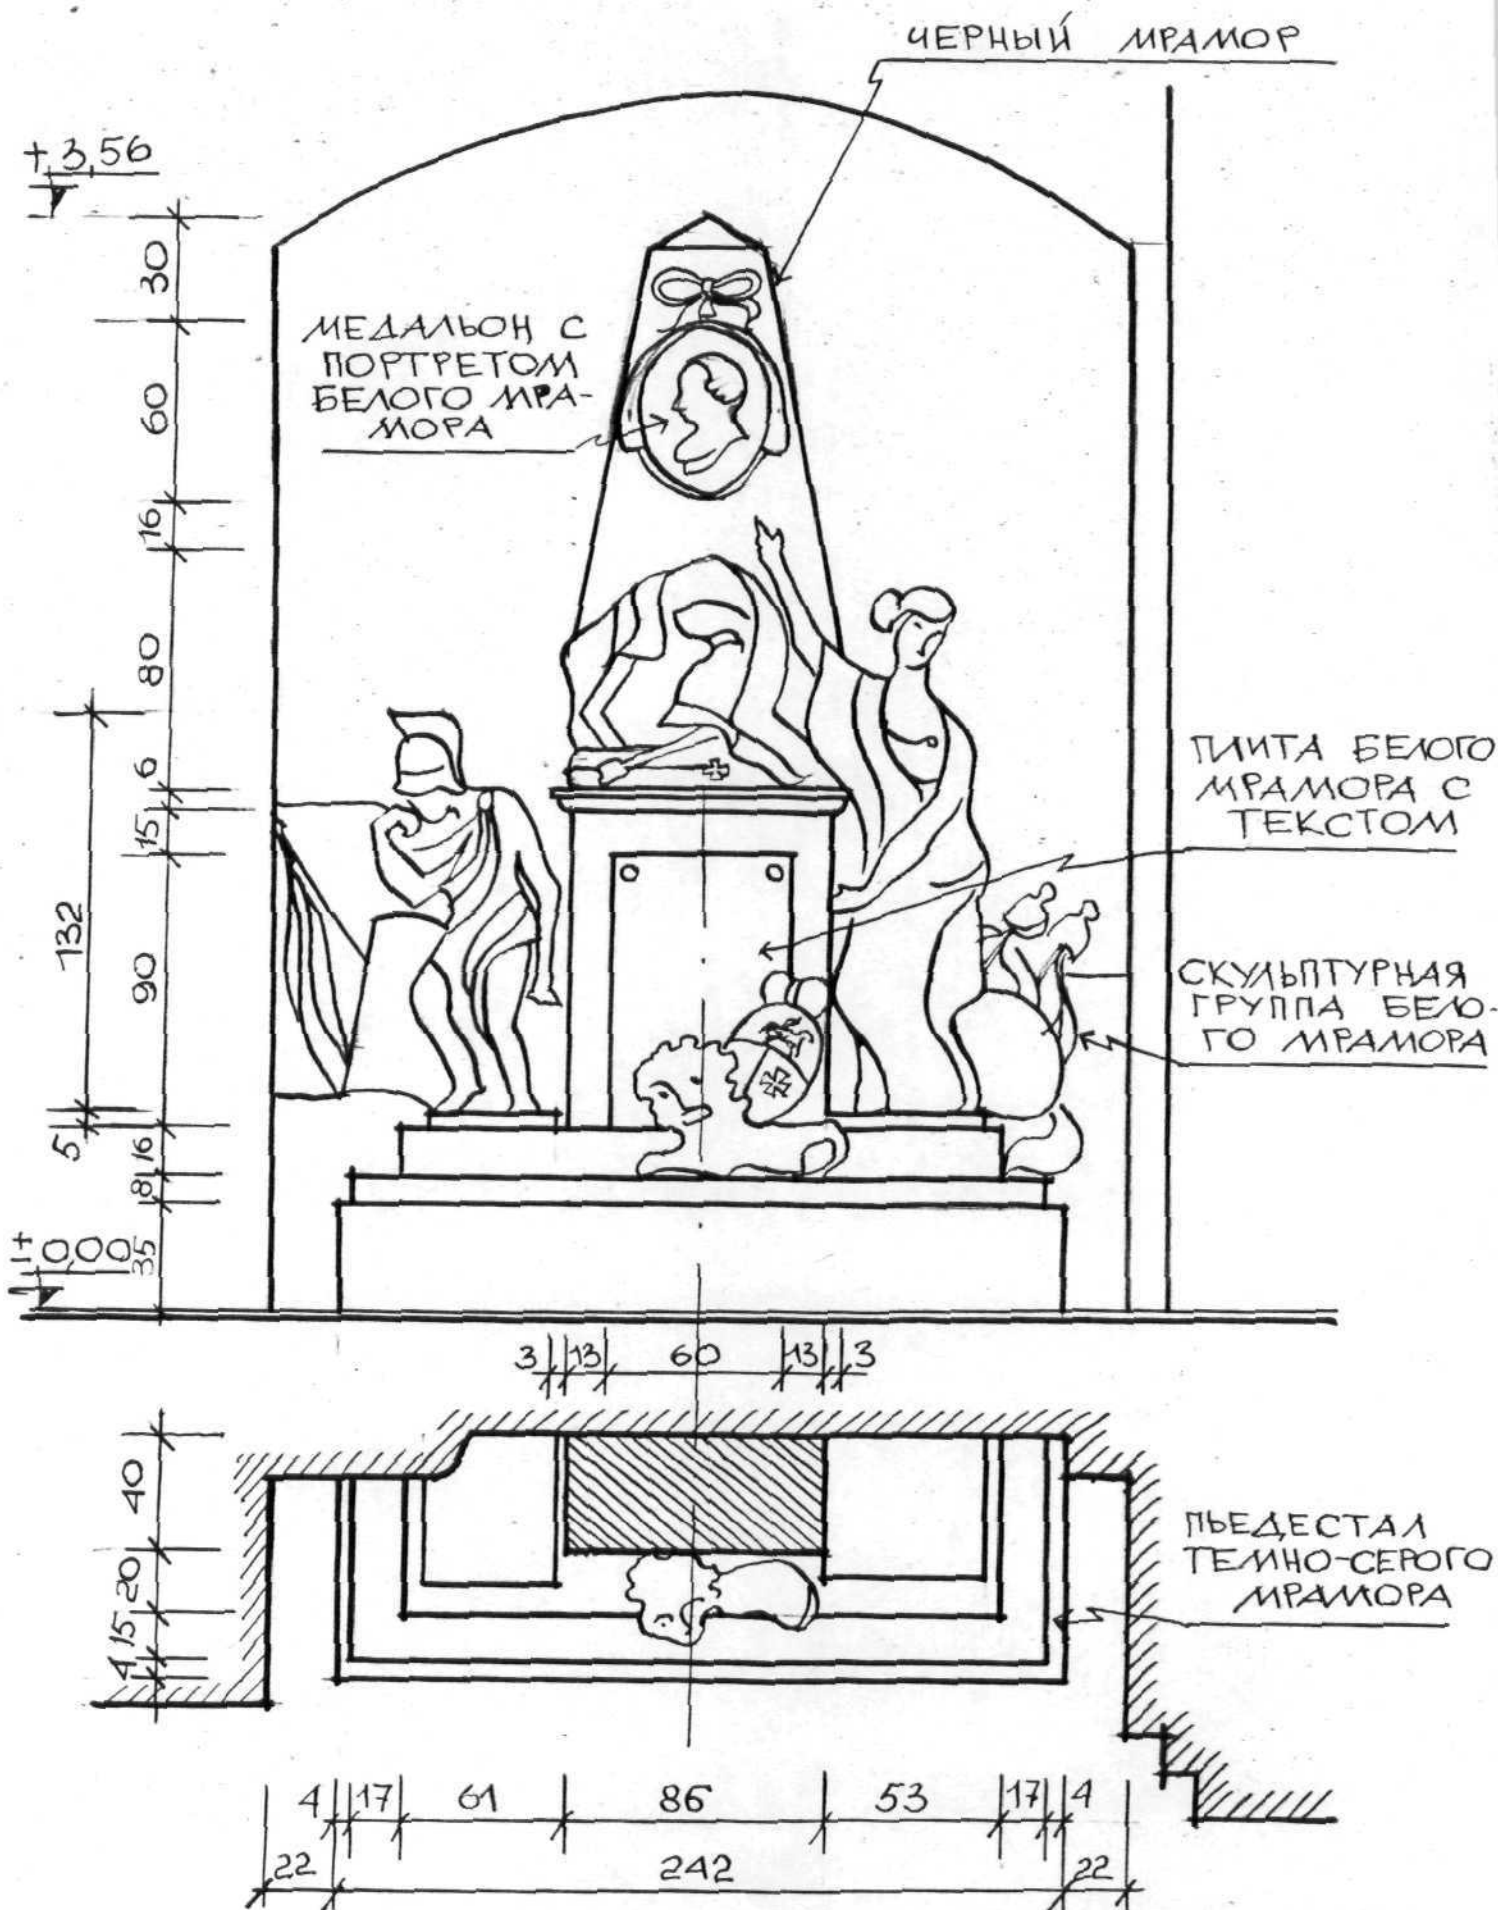 ЧЕРНЫЙ МРАМОР
+3,56
30
МЕДАЛЬОН С
ПОРТРЕТОМ
БЕЛОГО МРА-
МОРА
60
16
80
ПЛИТА БЕЛОГО
МРАМОРА С
ТЕКСТОМ
6
15
132
90
СКУЛЬПТУРНАЯ
ГРУППА БЕЛО-
ГО МРАМОРА
5
16
8
±0,00
35
3 13 60 13 3
40
20
15
4
ПЬЕДЕСТАЛ
ТЕМНО-СЕРОГО
МРАМОРА
4 17 61 86 53 17 4
22 242 22